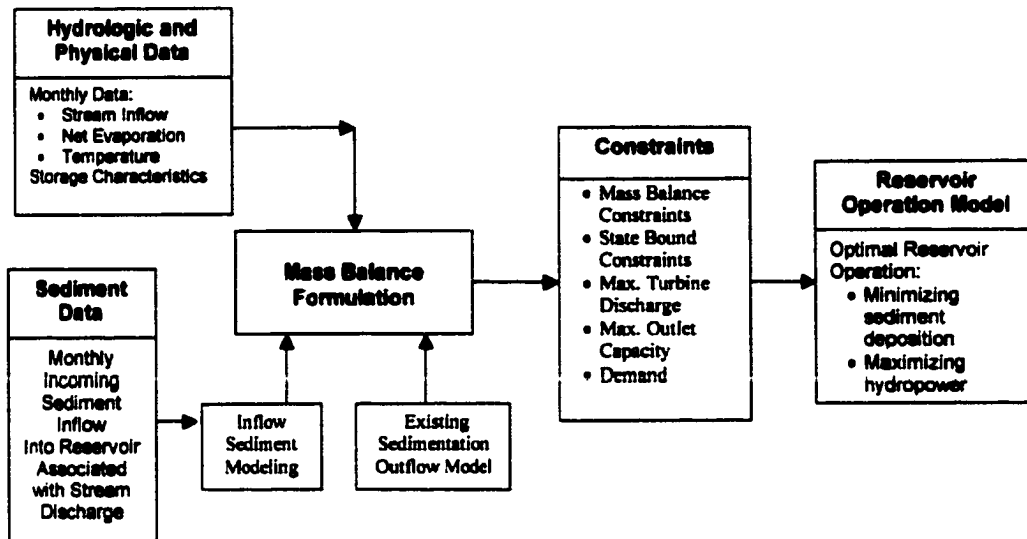 Hydrologic and
Physical Data
Monthly Data:
• Stream Inflow
• Net Evaporation
• Temperature
Storage Characteristics
Sediment
Data
Monthly
Incoming
Sediment
Inflow
Into Reservoir
Associated
with Stream
Discharge
Mass Balance
Formulation
Inflow
Sediment
Modeling
Existing
Sedimentation
Outflow Model
Constraints
• Mass Balance
Constraints
• State Bound
Constraints
• Max. Turbine
Discharge
• Max. Outlet
Capacity
• Demand
Reservoir
Operation Model
Optimal Reservoir
Operation:
• Minimizing
sediment
deposition
• Maximizing
hydropower